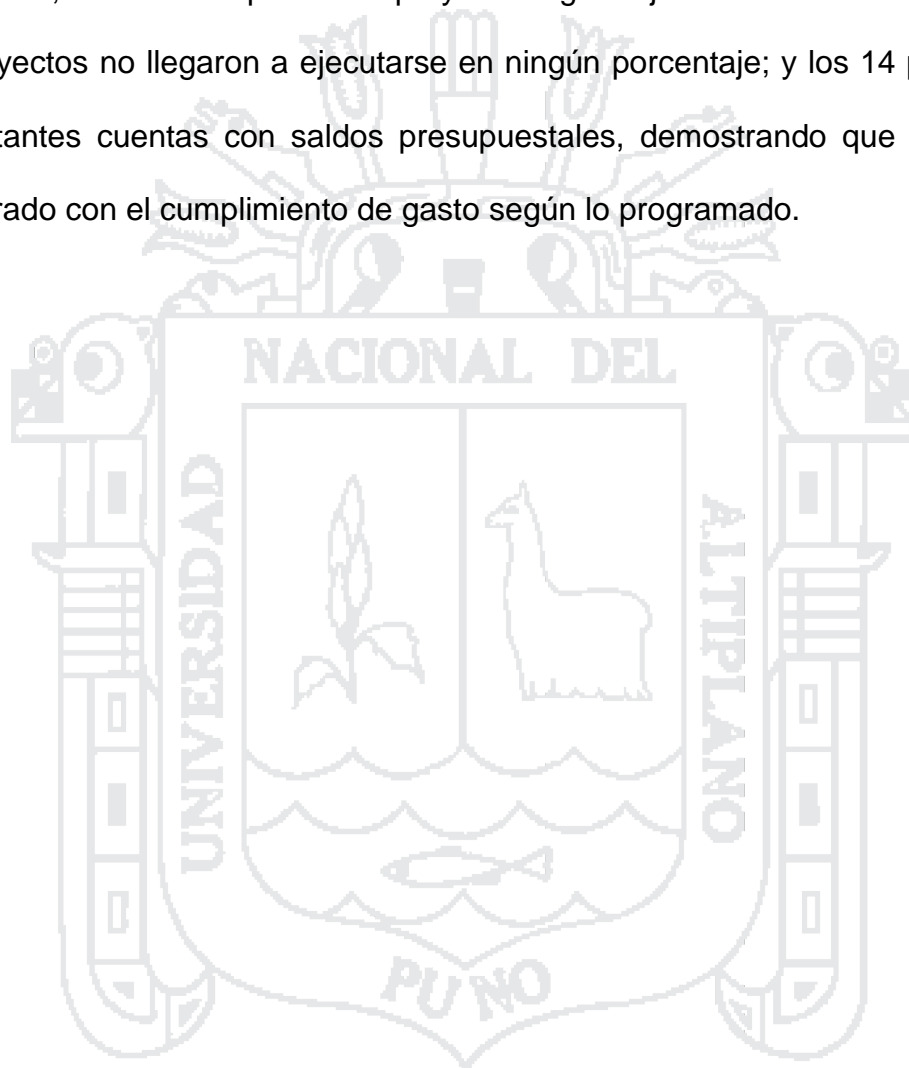 yectos no llegaron a ejecutarse en ningún porcentaje; y los 14 p
tantes cuentas con saldos presupuestales, demostrando que
rado con el cumplimiento de gasto según lo programado.
NACIONAL DEL
UNIVERSIDAD
ALTIPLANO
PUNO